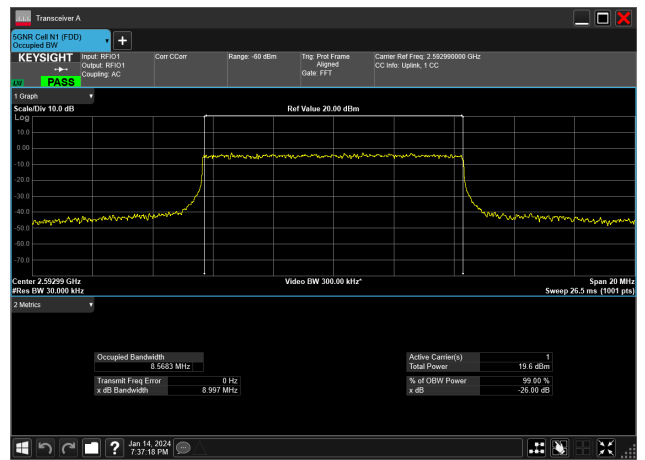 Transceiver A
5GNR Cell N1 (FDD)
Occupied BW
KEYSIGHT
PASS
Input: RFIO1
Output: RFIO1
Coupling: AC
Corr CCorr
Range: -60 dBm
Trig: Prot Frame
Aligned
Gate: FFT
Carrier Ref Freq: 2.592990000 GHz
CC Info: Uplink, 1 CC
1 Graph
Scale/Div 10.0 dB
Ref Value 20.00 dBm
Log
10.0
0.00
-10.0
-20.0
-30.0
-40.0
-50.0
-60.0
-70.0
Center 2.59299 GHz
Video BW 300.00 kHz*
Span 20 MHz
#Res BW 30.000 kHz
Sweep 26.5 ms (1001 pts)
2 Metrics
Occupied Bandwidth
8.5683 MHz
Transmit Freq Error 0 Hz
x dB Bandwidth 8.997 MHz
Active Carrier(s) 1
Total Power 19.6 dBm
% of OBW Power 99.00 %
x dB -26.00 dB
?
Jan 14, 2024
7:37:18 PM